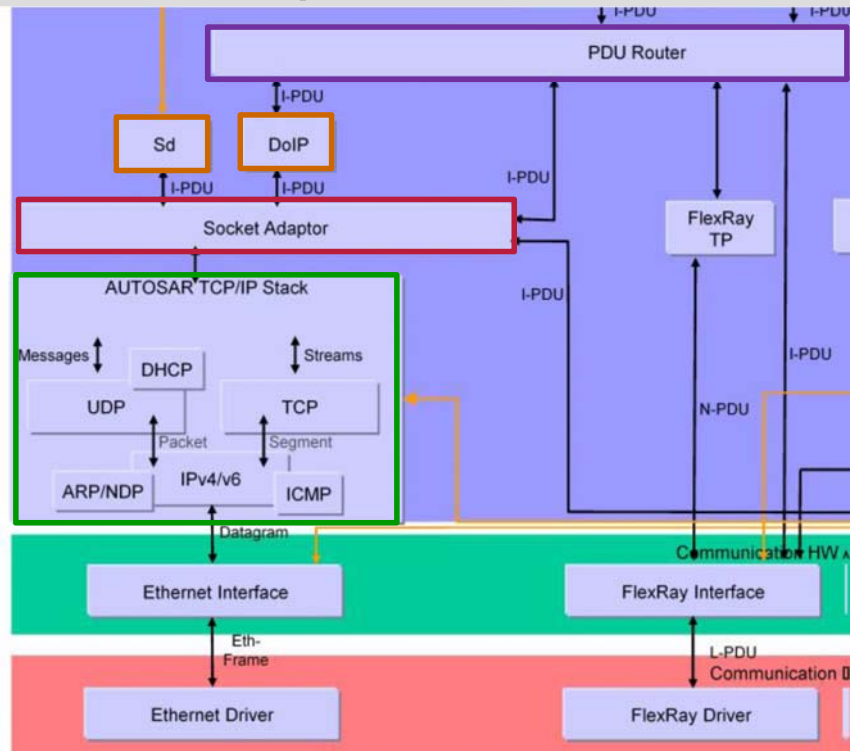 I-PDU
I-PDU
PDU Router
I-PDU
Sd
DoIP
I-PDU
I-PDU
I-PDU
Socket Adaptor
FlexRay
TP
AUTOSAR TCP/IP Stack
I-PDU
Messages
Streams
I-PDU
DHCP
UDP
TCP
N-PDU
Packet
Segment
IPv4/v6
ARP/NDP
ICMP
Datagram
Communication HW
Ethernet Interface
FlexRay Interface
Eth-
Frame
L-PDU
Communication
Ethernet Driver
FlexRay Driver